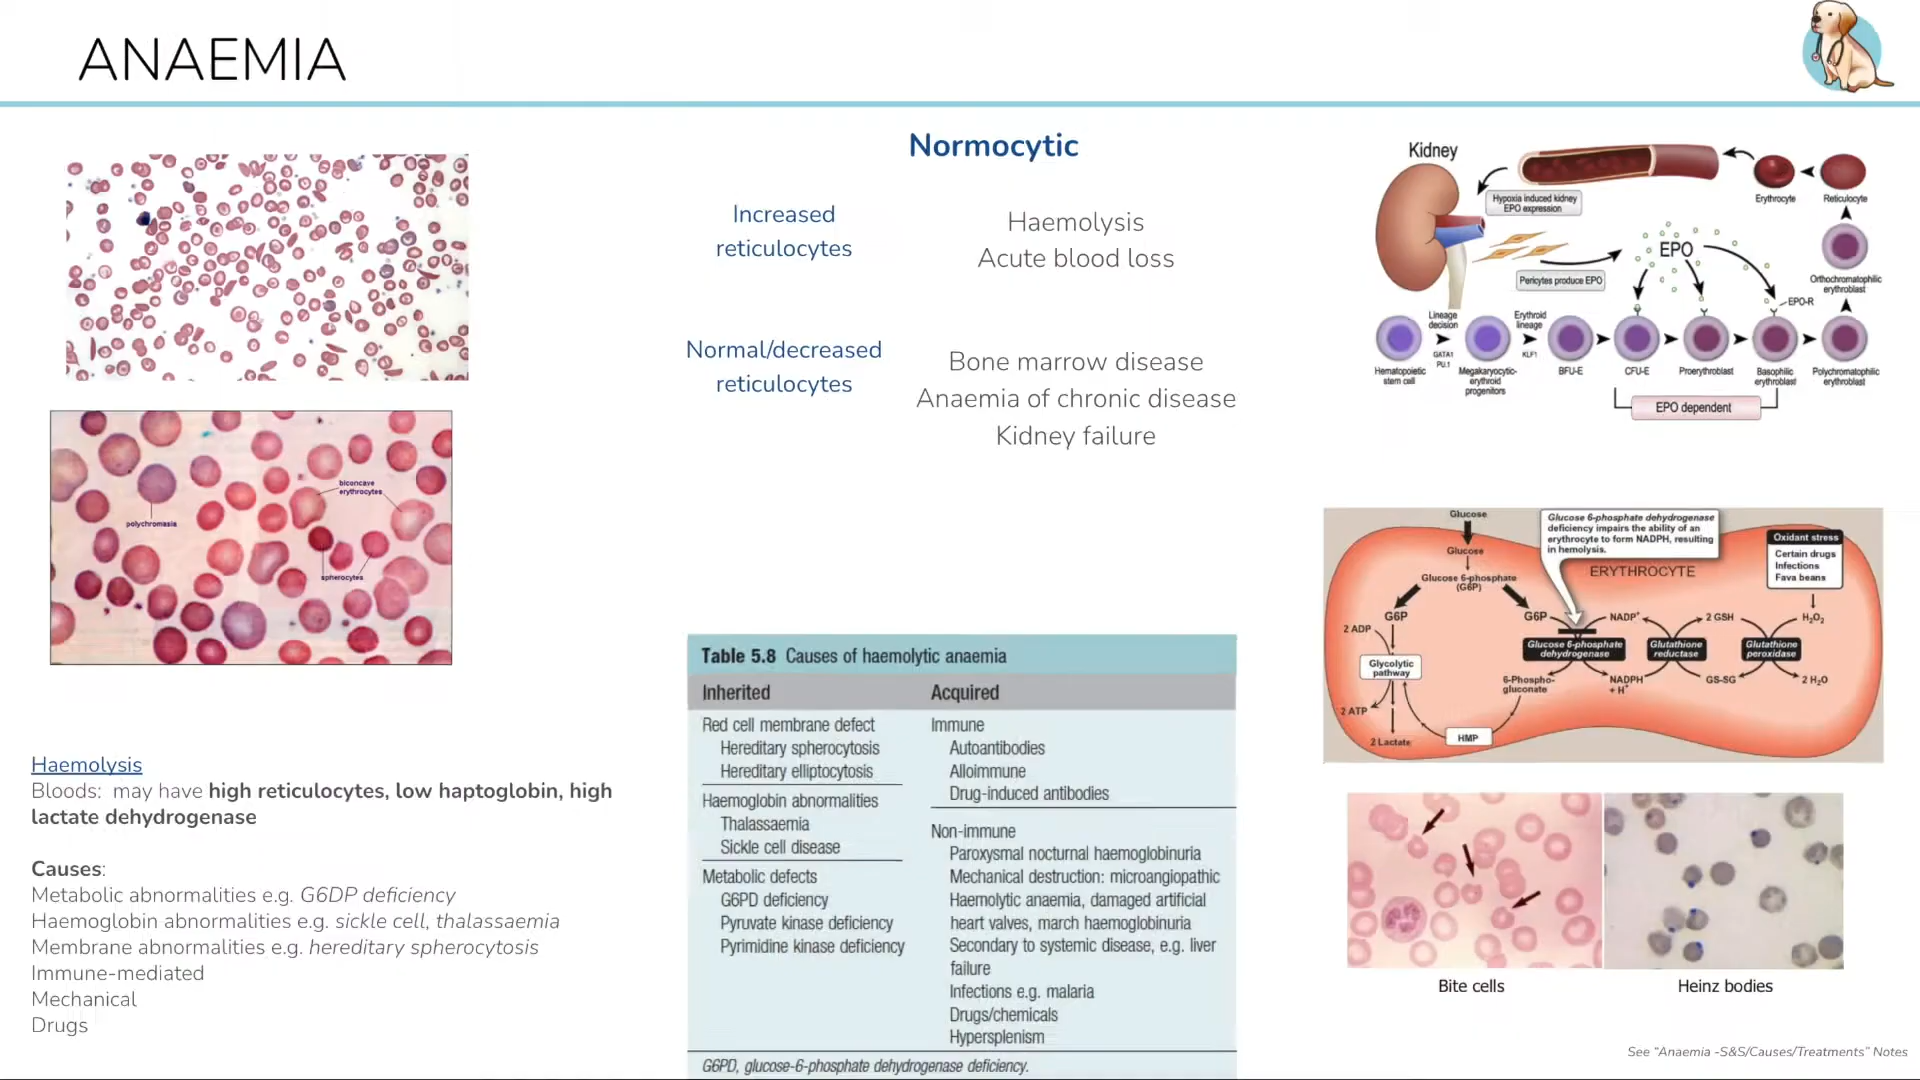 ANAEMIA
Normocytic
Increased
reticulocytes
Haemolysis
Acute blood loss
Normal/decreased
reticulocytes
Bone marrow disease
Anaemia of chronic disease
Kidney failure
polychromasia
biconcave
erythrocytes
spherocytes
Haemolysis
Bloods: may have high reticulocytes, low haptoglobin, high
lactate dehydrogenase
Causes:
Metabolic abnormalities e.g. G6DP deficiency
Haemoglobin abnormalities e.g. sickle cell, thalassaemia
Membrane abnormalities e.g. hereditary spherocytosis
Immune-mediated
Mechanical
Drugs
Table 5.8 Causes of haemolytic anaemia
Inherited
Red cell membrane defect
Hereditary spherocytosis
Hereditary elliptocytosis
Haemoglobin abnormalities
Thalassaemia
Sickle cell disease
Metabolic defects
G6PD deficiency
Pyruvate kinase deficiency
Pyrimidine kinase deficiency
Acquired
Immune
Autoantibodies
Alloimmune
Drug-induced antibodies
Non-immune
Paroxysmal nocturnal haemoglobinuria
Mechanical destruction: microangiopathic
Haemolytic anaemia, damaged artificial
heart valves, march haemoglobinuria
Secondary to systemic disease, e.g. liver
failure
Infections e.g. malaria
Drugs/chemicals
Hypersplenism
G6PD, glucose-6-phosphate dehydrogenase deficiency.
Kidney
Hypoxia induced kidney
EPO expression
Erythrocyte
Reticulocyte
EPO
Pericytes produce EPO
Orthochromatophilic
erythroblast
EPO-R
Lineage
decision
GATA1
PU.1
Erythroid
lineage
KLF1
Hematopoietic
stem cell
Megakaryocytic-
erythroid
progenitors
BFU-E
CFU-E
Proerythroblast
Basophilic
erythroblast
Polychromatophilic
erythroblast
EPO dependent
Glucose
Glucose 6-phosphate dehydrogenase
deficiency impairs the ability of an
erythrocyte to form NADPH, resulting
in hemolysis.
Oxidant stress
Certain drugs
Infections
Fava beans
Glucose
ERYTHROCYTE
Glucose 6-phosphate
(G6P)
G6P
G6P
NADP⁺
2 GSH
H₂O₂
2 ADP
Glucose 6-phosphate
dehydrogenase
Glutathione
reductase
Glutathione
peroxidase
Glycolytic
pathway
6-Phospho-
gluconate
NADPH
+ H⁺
GS-SG
2 H₂O
2 ATP
2 Lactate
HMP
Bite cells
Heinz bodies
See “Anaemia -S&S/Causes/Treatments” Notes